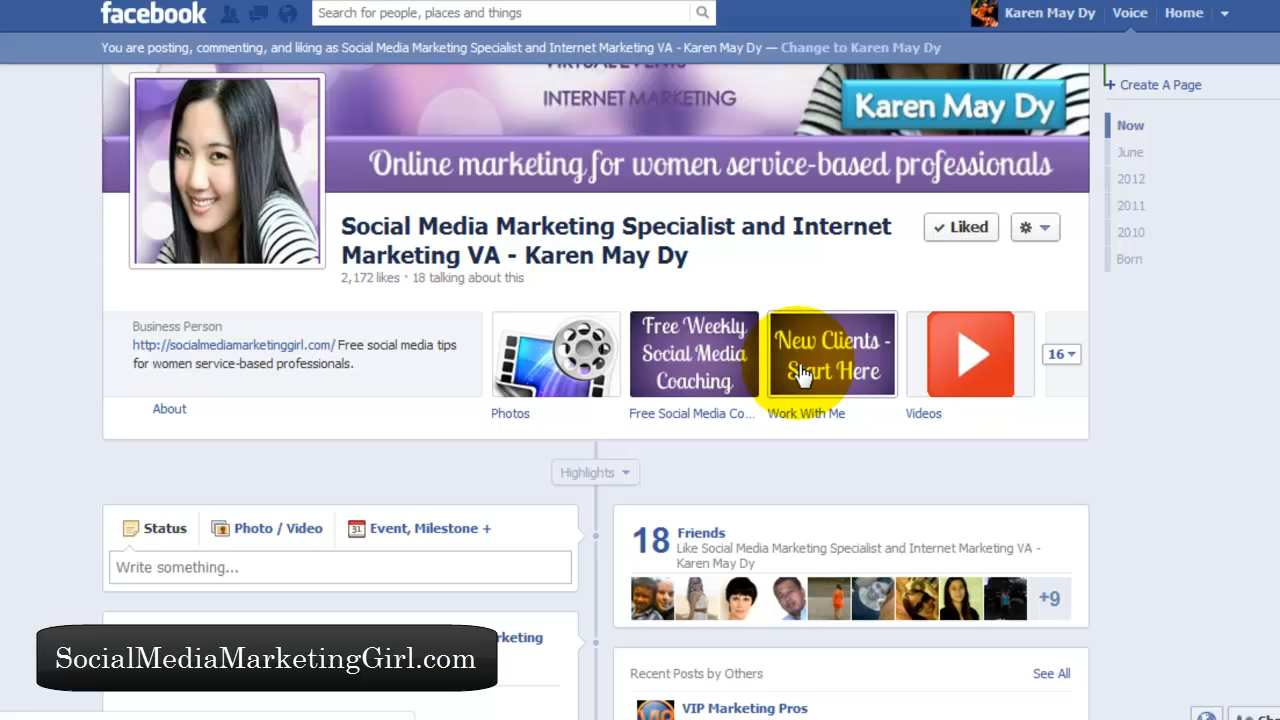 facebook
Search for people, places and things
Karen May Dy
Voice
Home
You are posting, commenting, and liking as Social Media Marketing Specialist and Internet Marketing VA - Karen May Dy — Change to Karen May Dy
VIRTUAL EVENTS
INTERNET MARKETING
Karen May Dy
Online marketing for women service-based professionals
+ Create A Page
Now
June
2012
2011
2010
Born
Social Media Marketing Specialist and Internet
Marketing VA - Karen May Dy
2,172 likes · 18 talking about this
Liked
Business Person
http://socialmediamarketinggirl.com/ Free social media tips
for women service-based professionals.
About
Free Weekly
Social Media
Coaching
New Clients -
Start Here
16
Photos
Free Social Media Co...
Work With Me
Videos
Highlights
Status
Photo / Video
31
Event, Milestone +
Write something...
18
Friends
Like Social Media Marketing Specialist and Internet Marketing VA -
Karen May Dy
+9
rketing
SocialMediaMarketingGirl.com
Recent Posts by Others
See All
VIP Marketing Pros